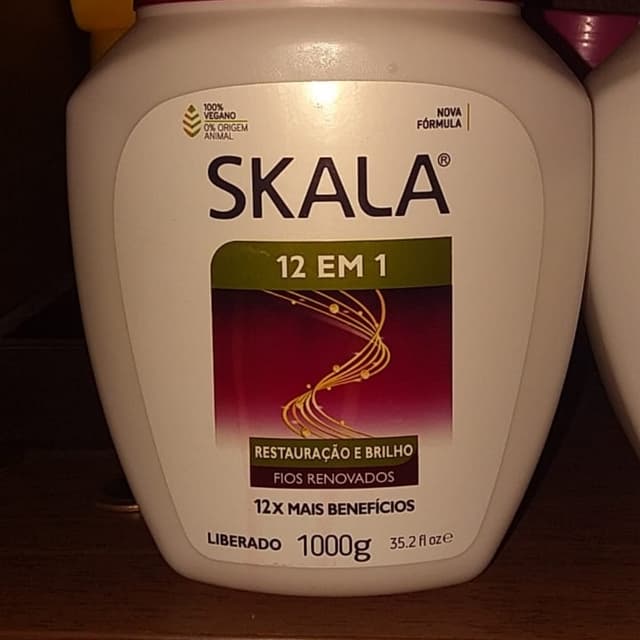 100%
VEGANO
0% ORIGEM
ANIMAL
NOVA
FÓRMULA
SKALA®
12 EM 1
RESTAURAÇÃO E BRILHO
FIOS RENOVADOS
12X MAIS BENEFÍCIOS
LIBERADO 1000g 35.2 fl oz℮